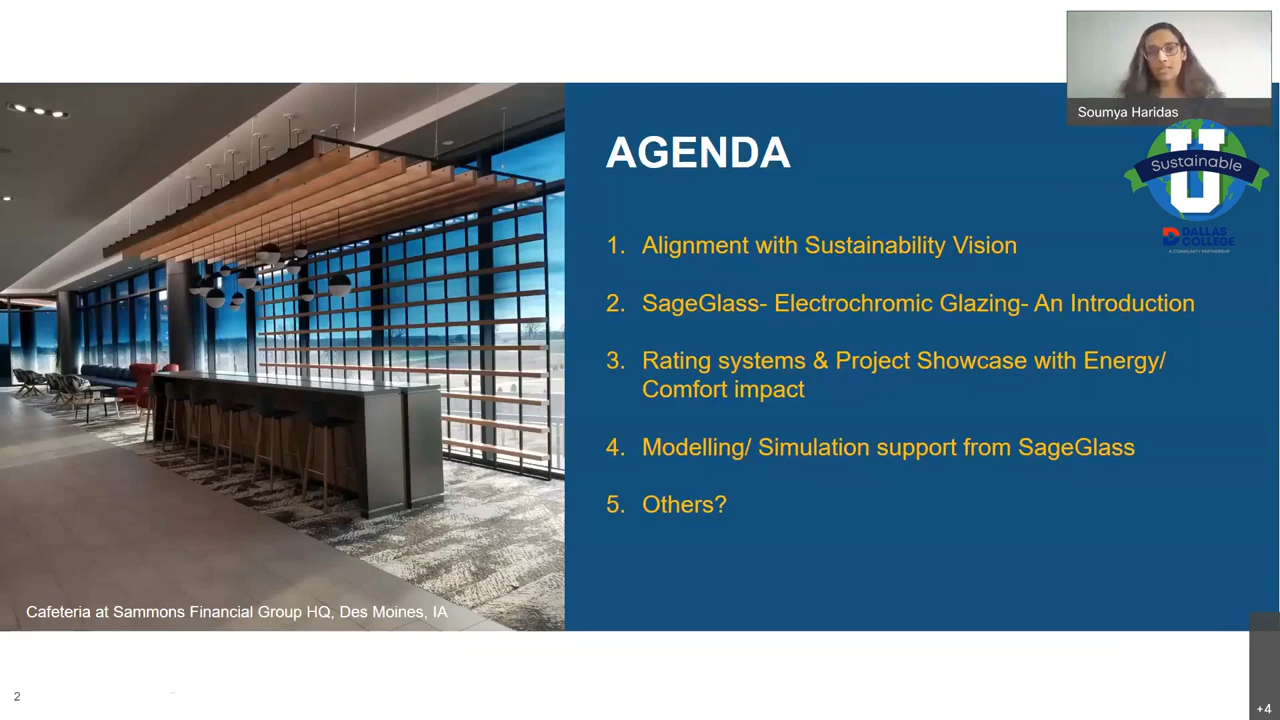 Soumya Haridas
AGENDA
Sustainable
U
DALLAS
COLLEGE
A COMMUNITY PARTNERSHIP
1. Alignment with Sustainability Vision
2. SageGlass- Electrochromic Glazing- An Introduction
3. Rating systems & Project Showcase with Energy/
Comfort impact
4. Modelling/ Simulation support from SageGlass
5. Others?
Cafeteria at Sammons Financial Group HQ, Des Moines, IA
2
+4